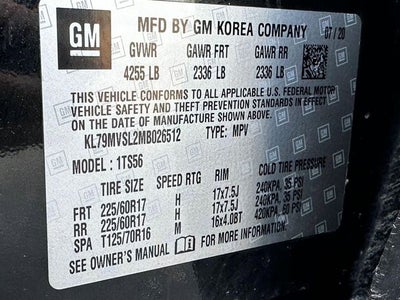 GM
MFD BY GM KOREA COMPANY 07 / 20
GVWR GAWR FRT GAWR RR
4255 LB 2336 LB 2336 LB
THIS VEHICLE CONFORMS TO ALL APPLICABLE U.S. FEDERAL MOTOR
VEHICLE SAFETY AND THEFT PREVENTION STANDARDS IN EFFECT ON
THE DATE OF MANUFACTURE SHOWN ABOVE.
KL79MVSL2MB026512 TYPE: MPV
MODEL: 1TS56
TIRE SIZE SPEED RTG RIM COLD TIRE PRESSURE
FRT 225/60R17 H 17x7.5J 240KPA, 35 PSI
RR 225/60R17 H 17x7.5J 240KPA, 35 PSI
SPA T125/70R16 M 16x4.0BT 420KPA, 60 PSI
SEE OWNER'S MANUAL FOR MORE INFORMATION.